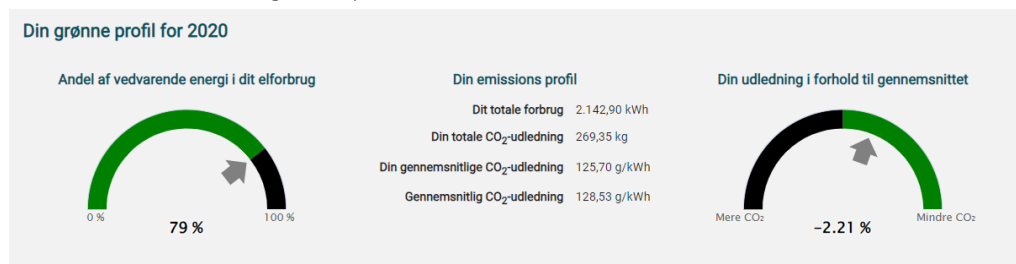 Din grønne profil for 2020
Andel af vedvarende energi i dit elforbrug
0 %
100 %
79 %
Din emissions profil
Dit totale forbrug 2.142,90 kWh
Din totale CO₂-udledning 269,35 kg
Din gennemsnitlige CO₂-udledning 125,70 g/kWh
Gennemsnitlig CO₂-udledning 128,53 g/kWh
Din udledning i forhold til gennemsnittet
Mere CO₂
Mindre CO₂
-2.21 %